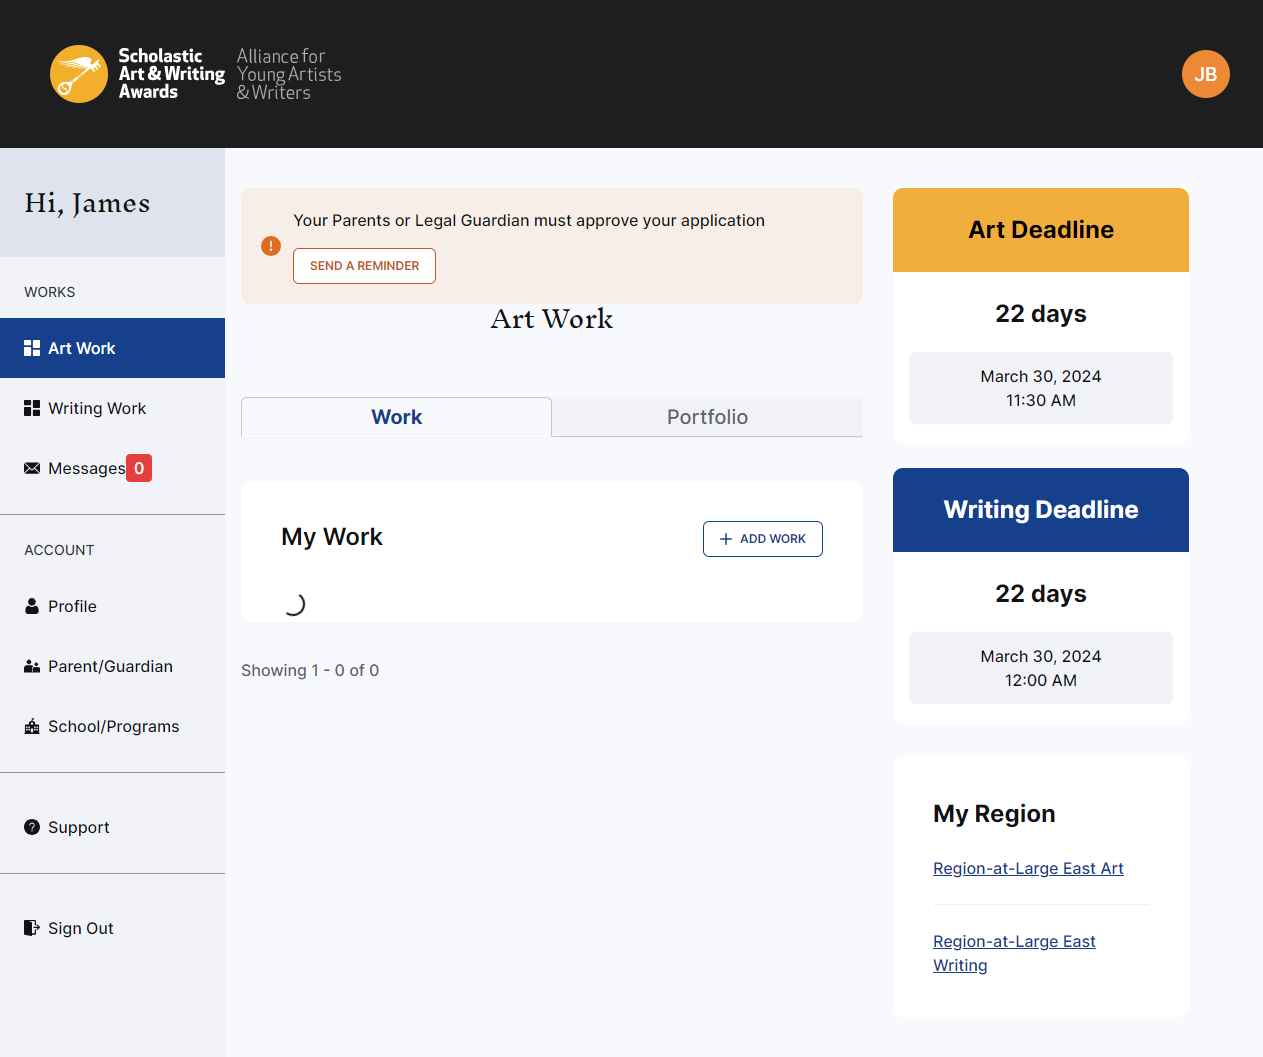 Scholastic
Art & Writing
Awards
Alliance for
Young Artists
& Writers
JB
Hi, James
WORKS
Art Work
Writing Work
Messages 0
ACCOUNT
Profile
Parent/Guardian
School/Programs
Support
Sign Out
Your Parents or Legal Guardian must approve your application
SEND A REMINDER
Art Work
Work
Portfolio
My Work
ADD WORK
Showing 1 - 0 of 0
Art Deadline
22 days
March 30, 2024
11:30 AM
Writing Deadline
22 days
March 30, 2024
12:00 AM
My Region
Region-at-Large East Art
Region-at-Large East
Writing